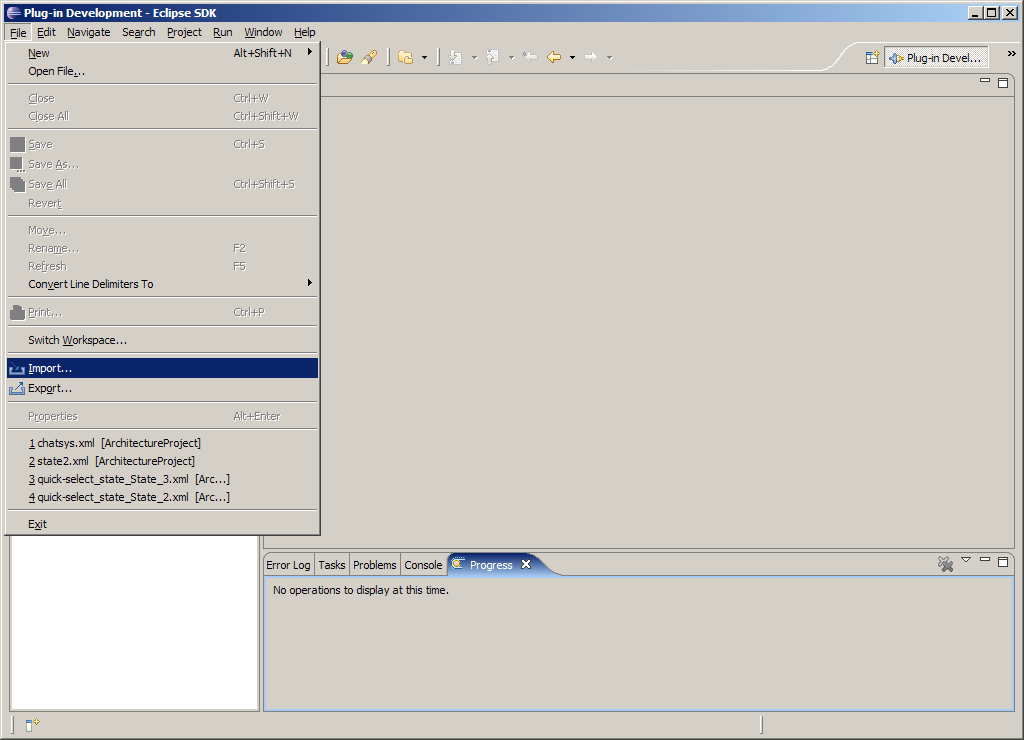 Plug-in Development - Eclipse SDK
File Edit Navigate Search Project Run Window Help
New Alt+Shift+N
Open File...
Plug-in Devel... »
Close Ctrl+W
Close All Ctrl+Shift+W
Save Ctrl+S
Save As...
Save All Ctrl+Shift+S
Revert
Move...
Rename... F2
Refresh F5
Convert Line Delimiters To
Print... Ctrl+P
Switch Workspace...
Import...
Export...
Properties Alt+Enter
1 chatsys.xml [ArchitectureProject]
2 state2.xml [ArchitectureProject]
3 quick-select_state_State_3.xml [Arc...]
4 quick-select_state_State_2.xml [Arc...]
Exit
Error Log Tasks Problems Console Progress
No operations to display at this time.